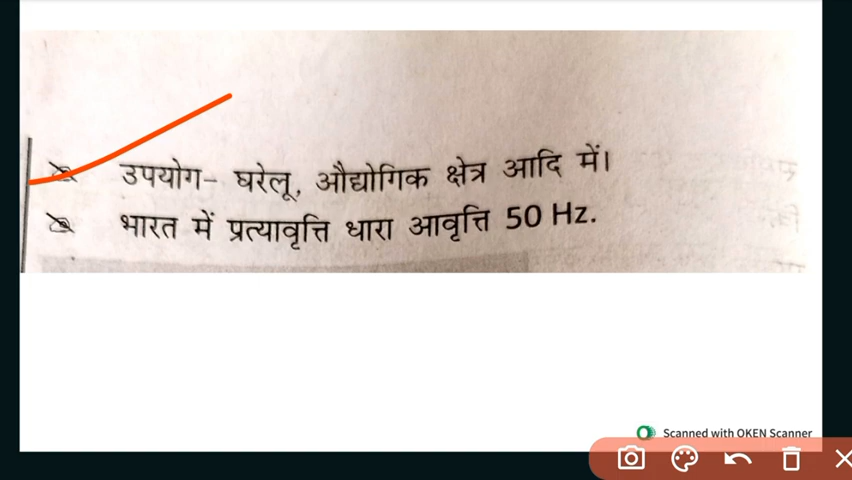 उपयोग- घरेलू, औद्योगिक क्षेत्र आदि में।
भारत में प्रत्यावृत्ति धारा आवृत्ति 50 Hz.
Scanned with OKEN Scanner